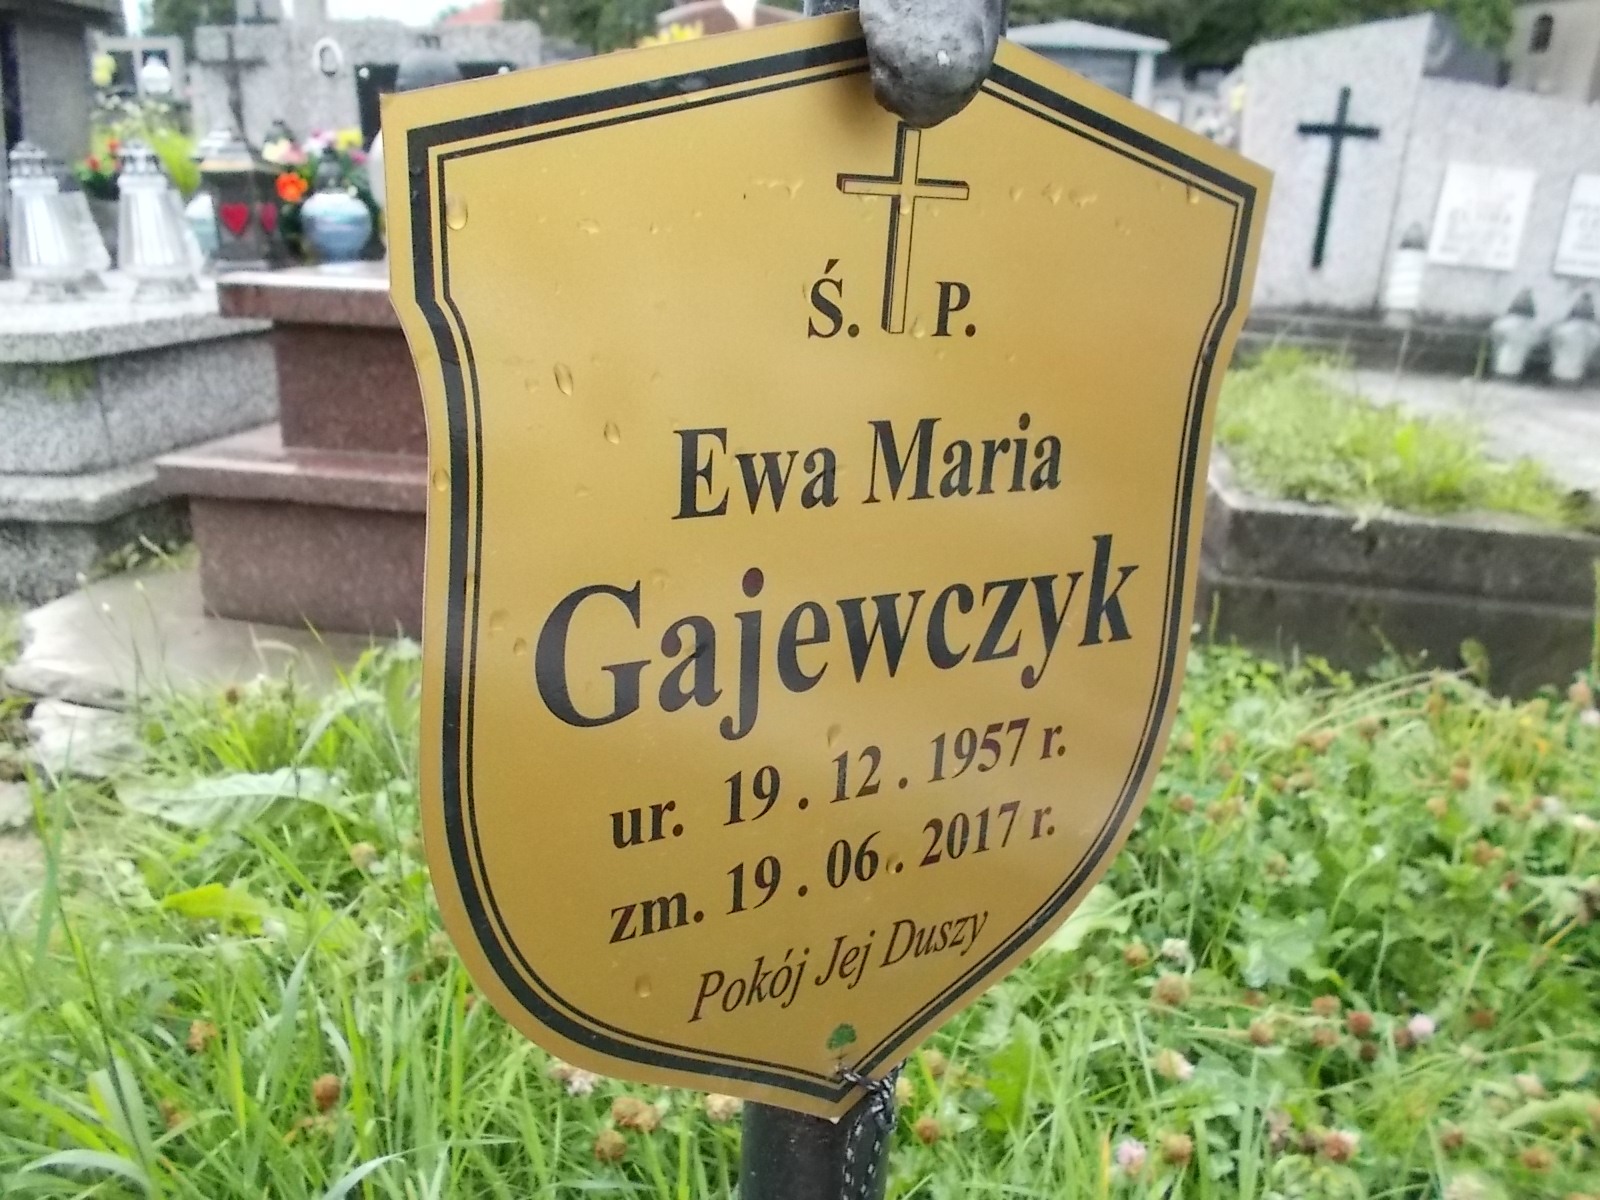 Ś. P.
Ewa Maria
Gajewczyk
ur. 19 . 12 . 1957 r.
zm. 19 . 06 . 2017 r.
Pokój Jej Duszy